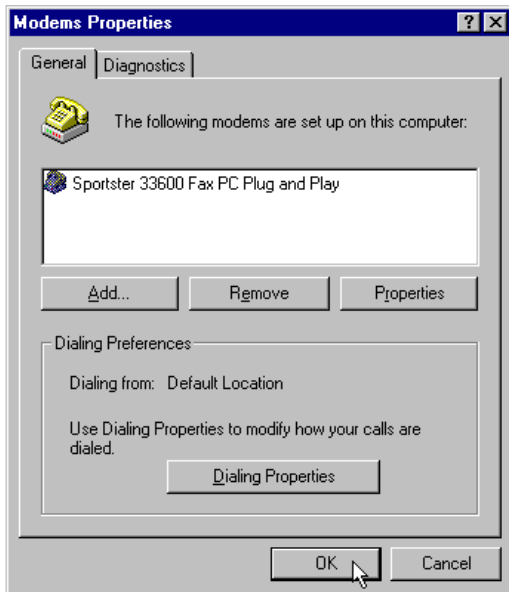 Modems Properties
General
Diagnostics
The following modems are set up on this computer:
Sportster 33600 Fax PC Plug and Play
Add...
Remove
Properties
Dialing Preferences
Dialing from: Default Location
Use Dialing Properties to modify how your calls are
dialed.
Dialing Properties
OK
Cancel